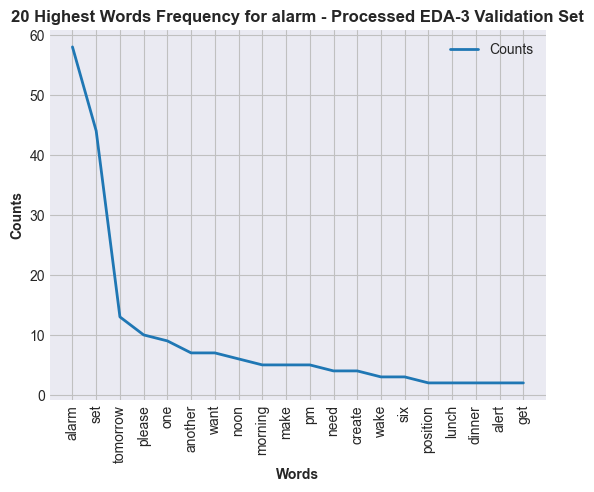 20 Highest Words Frequency for alarm - Processed EDA-3 Validation Set
Counts
60
50
40
30
20
10
0
Counts
alarm
set
tomorrow
please
one
another
want
noon
morning
make
pm
need
create
wake
six
position
lunch
dinner
alert
get
Words